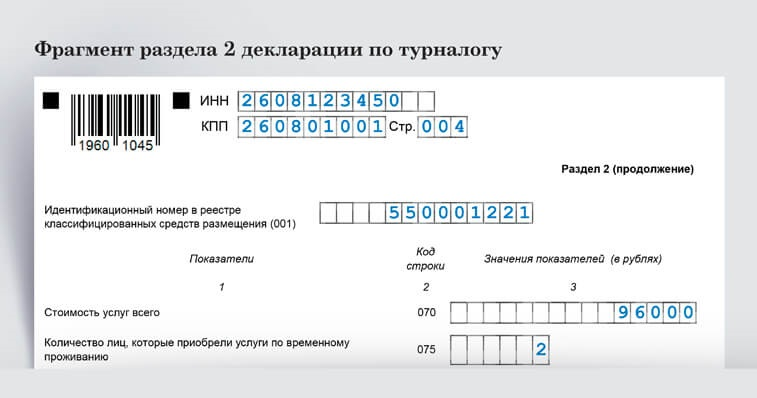 Фрагмент раздела 2 декларации по турналогу
ИНН 2608123450
КПП 260801001 Стр. 004
1960 1045
Раздел 2 (продолжение)
Идентификационный номер в реестре
классифицированных средств размещения (001) 550001221
Показатели Код строки Значения показателей (в рублях)
1 2 3
Стоимость услуг всего 070 96000
Количество лиц, которые приобрели услуги по временному
проживанию 075 2